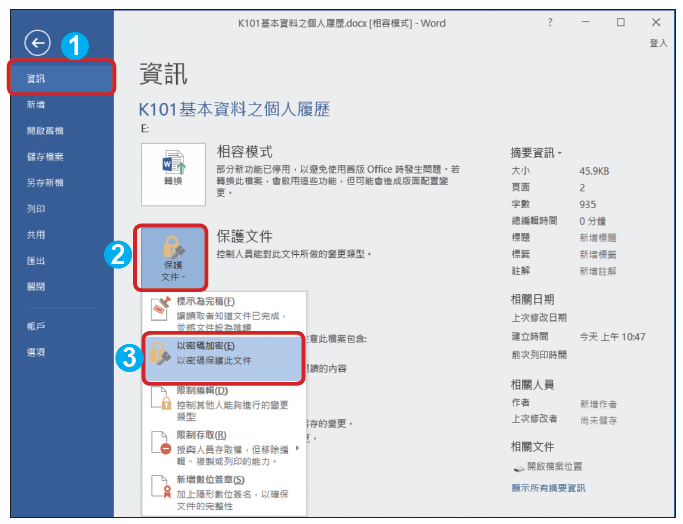 K101基本資料之個人履歷.docx [相容模式] - Word
?
登入
1
資訊
新增
開啟舊檔
儲存檔案
另存新檔
列印
共用
匯出
關閉
帳戶
選項
資訊
K101基本資料之個人履歷
E:
轉換
相容模式
部分新功能已停用，以避免使用舊版 Office 時發生問題。若
轉換此檔案，會啟用這些功能，但可能會造成版面配置變
更。
2
保護
文件
保護文件
控制人員能對此文件所做的變更類型。
標示為完稿(F)
讓讀取者知道文件已完成，
並將文件設為唯讀
3
以密碼加密(E)
以密碼保護此文件
限制編輯(D)
控制其他人能夠進行的變更
類型
限制存取(R)
授與人員存取權，但移除編
輯、複製或列印的能力。
新增數位簽章(S)
加上隱形數位簽名，以確保
文件的完整性
意此檔案包含:
讀的內容
存的變更。
摘要資訊
大小 45.9KB
頁面 2
字數 935
總編輯時間 0 分鐘
標題 新增標題
標籤 新增標籤
註解 新增註解
相關日期
上次修改日期
建立時間 今天 上午 10:47
前次列印時間
相關人員
作者 新增作者
上次修改者 尚未儲存
相關文件
開啟檔案位置
顯示所有摘要資訊